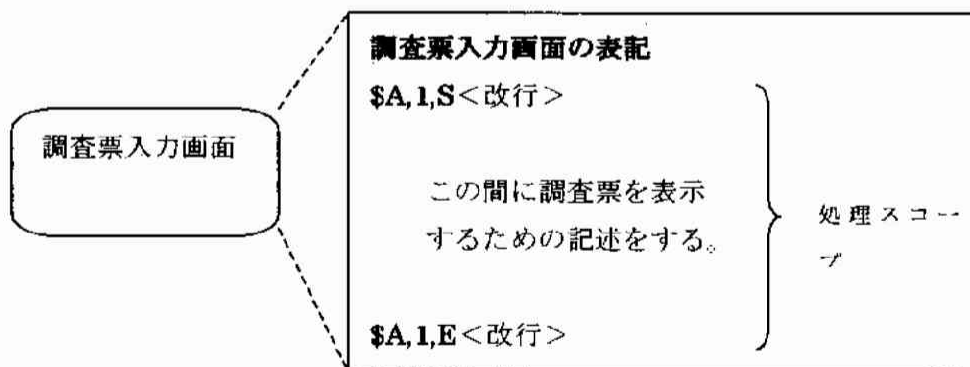 調査票入力画面の表記
$A,1,S<改行>
調査票入力画面
この間に調査票を表示
するための記述をする。
処理スコー
プ
$A,1,E<改行>